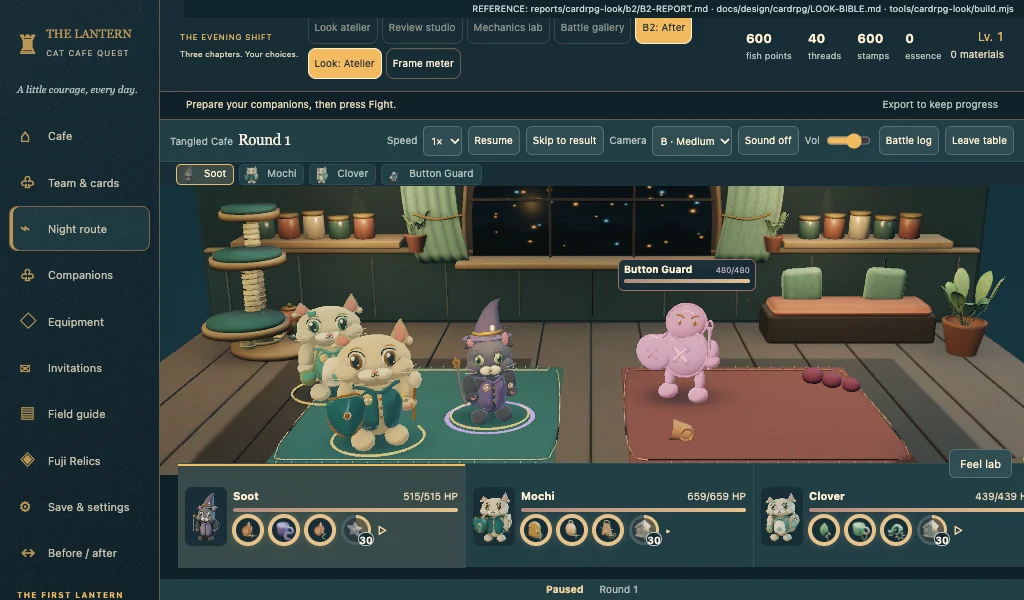 REFERENCE: reports/cardrpg-look/b2/B2-REPORT.md · docs/design/cardrpg/LOOK-BIBLE.md · tools/cardrpg-look/build.mjs
THE LANTERN
CAT CAFE QUEST
A little courage, every day.
Cafe
Team & cards
Night route
Companions
Equipment
Invitations
Field guide
Fuji Relics
Save & settings
Before / after
THE FIRST LANTERN
THE EVENING SHIFT
Three chapters. Your choices.
Look atelier Review studio Mechanics lab Battle gallery B2: After
Look: Atelier Frame meter
600 fish points
40 threads
600 stamps
0 essence
Lv. 1
0 materials
Prepare your companions, then press Fight.
Export to keep progress
Tangled Cafe Round 1 Speed 1x Resume Skip to result Camera B · Medium Sound off Vol Battle log Leave table
Soot Mochi Clover Button Guard
Button Guard 480/480
Feel lab
Soot 515/515 HP
30
Mochi 659/659 HP
30
Clover 439/439 H
30
Paused Round 1